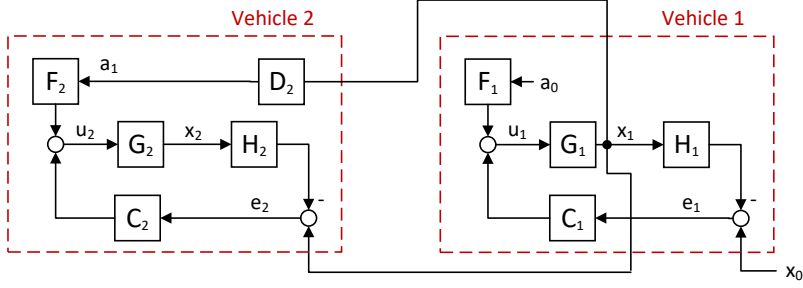 Vehicle 2
Vehicle 1
F₂
a₁
D₂
F₁
a₀
u₂
G₂
x₂
H₂
u₁
G₁
x₁
H₁
-
-
C₂
e₂
C₁
e₁
x₀